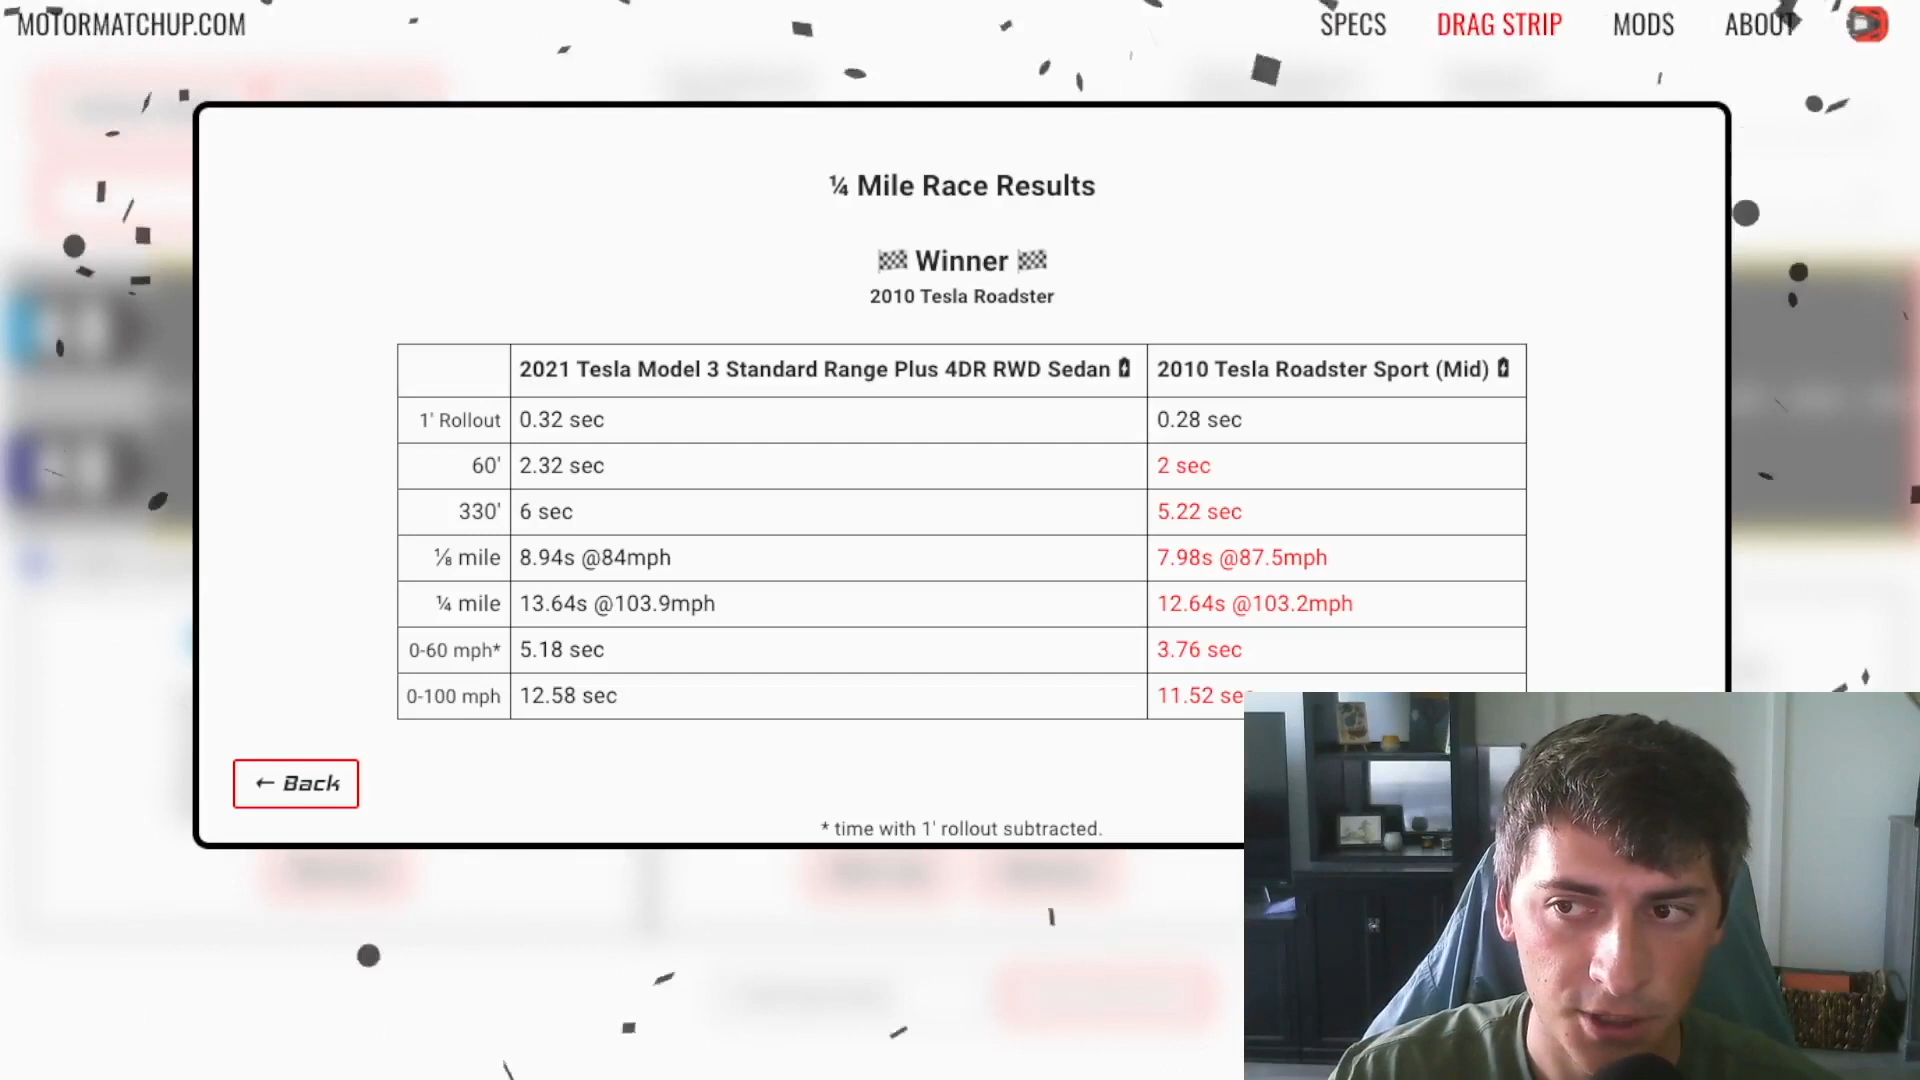 MOTORMATCHUP.COM
SPECS DRAG STRIP MODS ABOUT
¼ Mile Race Results
🏁 Winner 🏁
2010 Tesla Roadster
2021 Tesla Model 3 Standard Range Plus 4DR RWD Sedan 2010 Tesla Roadster Sport (Mid)
1' Rollout 0.32 sec 0.28 sec
60' 2.32 sec 2 sec
330' 6 sec 5.22 sec
⅛ mile 8.94s @84mph 7.98s @87.5mph
¼ mile 13.64s @103.9mph 12.64s @103.2mph
0-60 mph* 5.18 sec 3.76 sec
0-100 mph 12.58 sec 11.52 se
← Back
* time with 1' rollout subtracted.